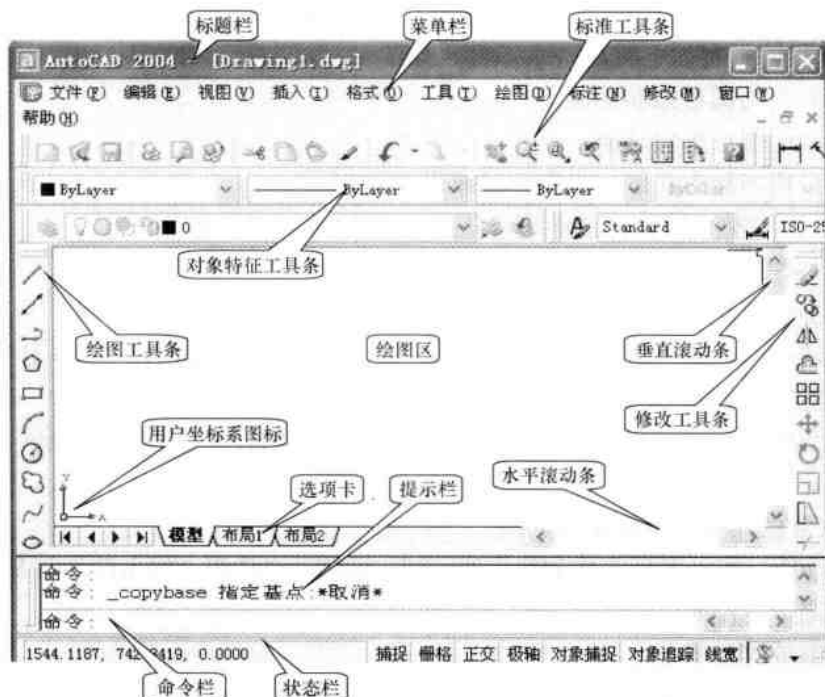 标题栏 菜单栏 标准工具条
AutoCAD 2004 - [Drawing1.dwg]
文件(F) 编辑(E) 视图(V) 插入(I) 格式(O) 工具(T) 绘图(D) 标注(N) 修改(M) 窗口(W)
帮助(H)
ByLayer ByLayer ByLayer
0 Standard ISO-25
对象特征工具条
绘图工具条 绘图区 垂直滚动条
修改工具条
用户坐标系图标
水平滚动条
选项卡 提示栏
Y
X
模型 布局1 布局2
命令:
命令: _copybase 指定基点:*取消*
命令:
1544.1187, 742.8419, 0.0000 捕捉 栅格 正交 极轴 对象捕捉 对象追踪 线宽
命令栏 状态栏